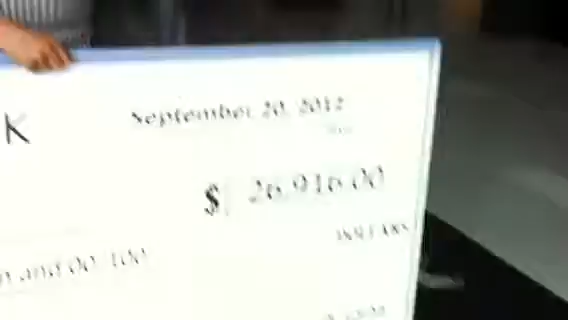 K
September 20, 2012
$ 26,916.00
DOLLARS
and 00/100